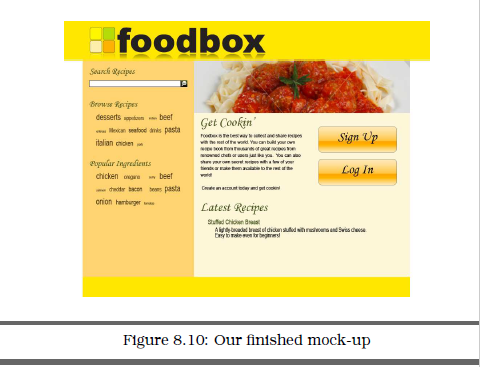 foodbox
Search Recipes
Browse Recipes
desserts appetizers beef
Mexican seafood drinks pasta
italian chicken pork
Popular Ingredients
chicken oregano beef
cheddar bacon beans pasta
onion hamburger
Get Cookin'
Foodbox is the best way to collect and share recipes
with the rest of the world. You can build your own
recipe book from thousands of great recipes from
renowned chefs or users just like you. You can also
share your own secret recipes with a few of your
friends or make them available to the rest of the
world!
Create an account today and get cookin!
Sign Up
Log In
Latest Recipes
Stuffed Chicken Breast
A lightly-breaded breast of chicken stuffed with mushrooms and Swiss cheese.
Easy to make-even for beginners!
Figure 8.10: Our finished mock-up